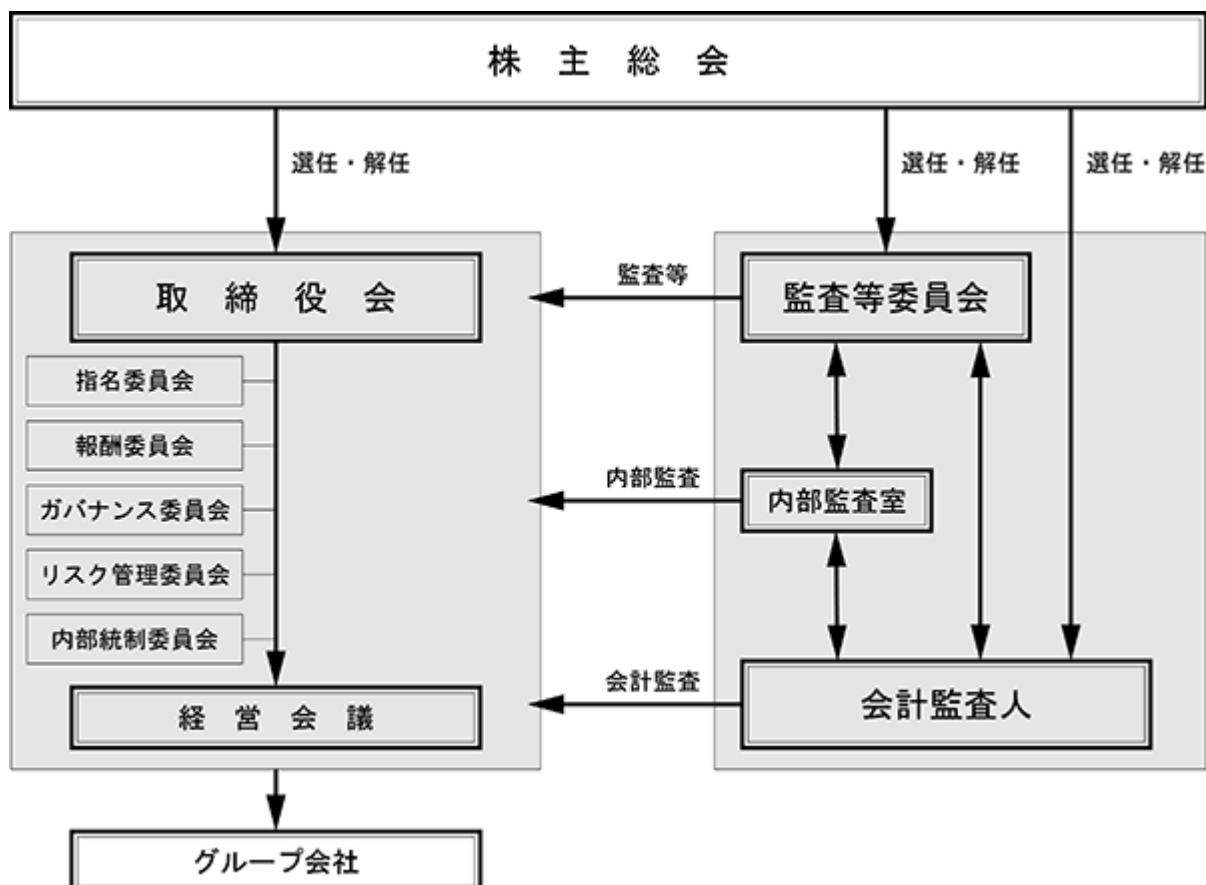 株主総会
選任・解任
選任・解任
選任・解任
取締役会
監査等
監査等委員会
指名委員会
報酬委員会
ガバナンス委員会
リスク管理委員会
内部統制委員会
内部監査
内部監査室
会計監査
会計監査人
経営会議
グループ会社